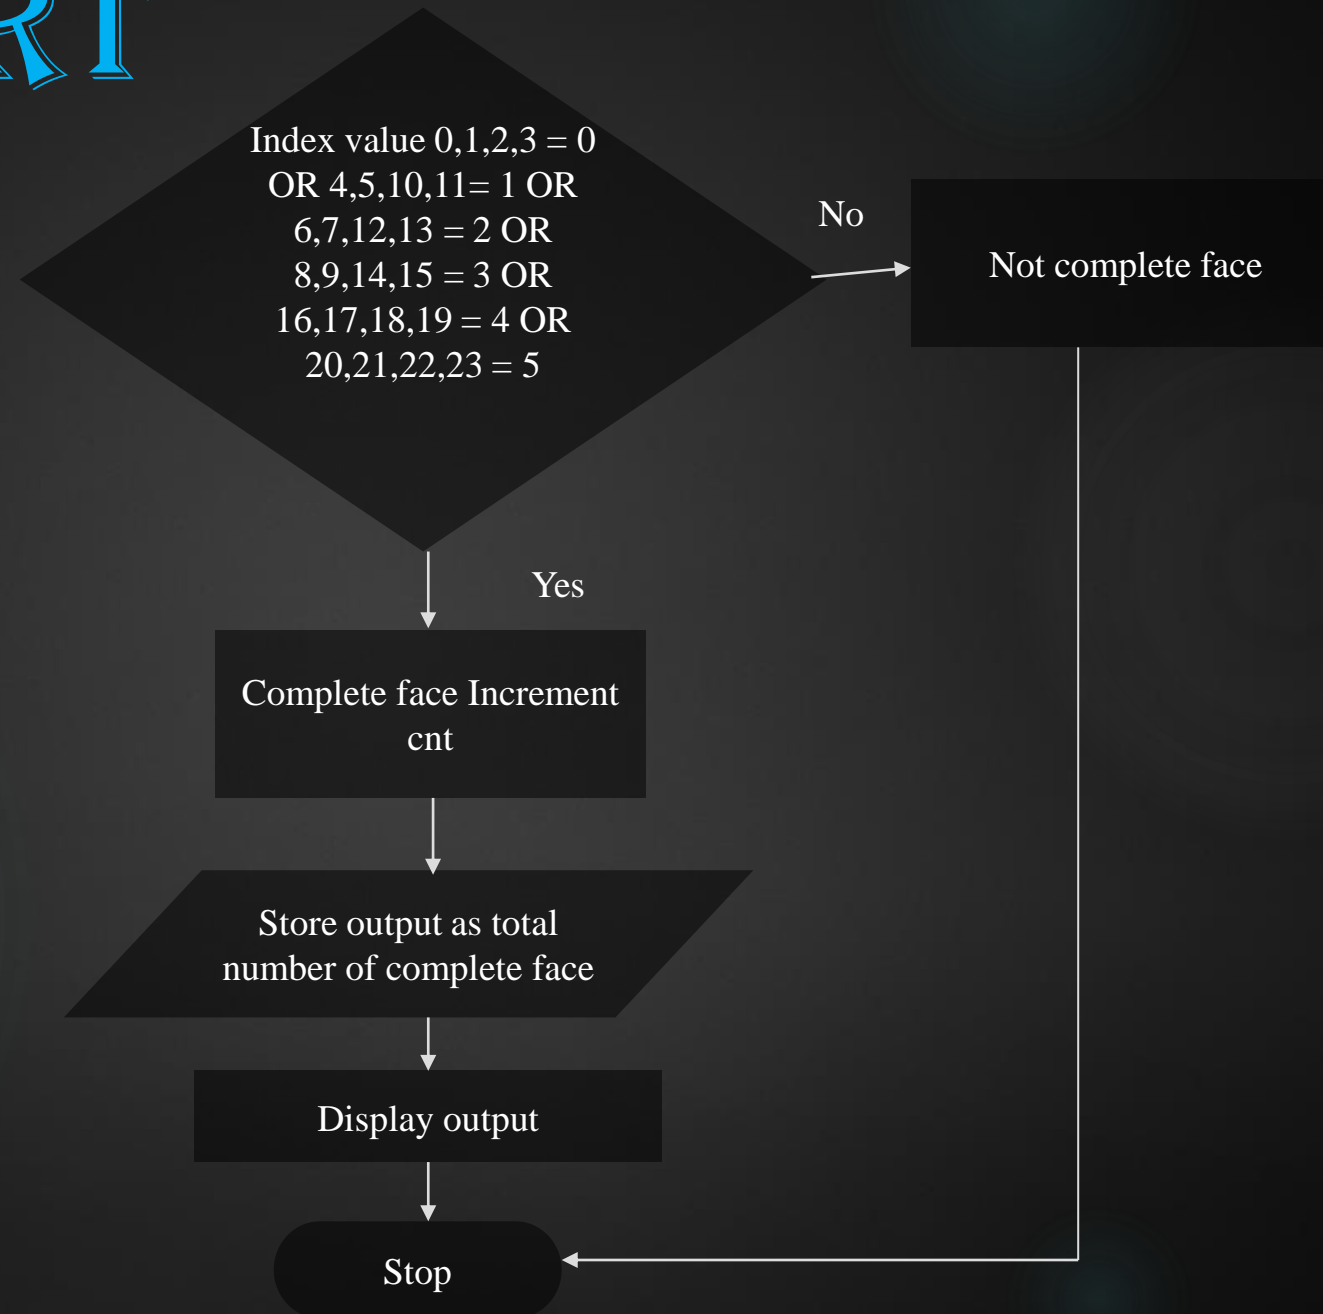 RT
Index value 0,1,2,3 = 0
OR 4,5,10,11= 1 OR
6,7,12,13 = 2 OR
8,9,14,15 = 3 OR
16,17,18,19 = 4 OR
20,21,22,23 = 5
No
Not complete face
Yes
Complete face Increment
cnt
Store output as total
number of complete face
Display output
Stop